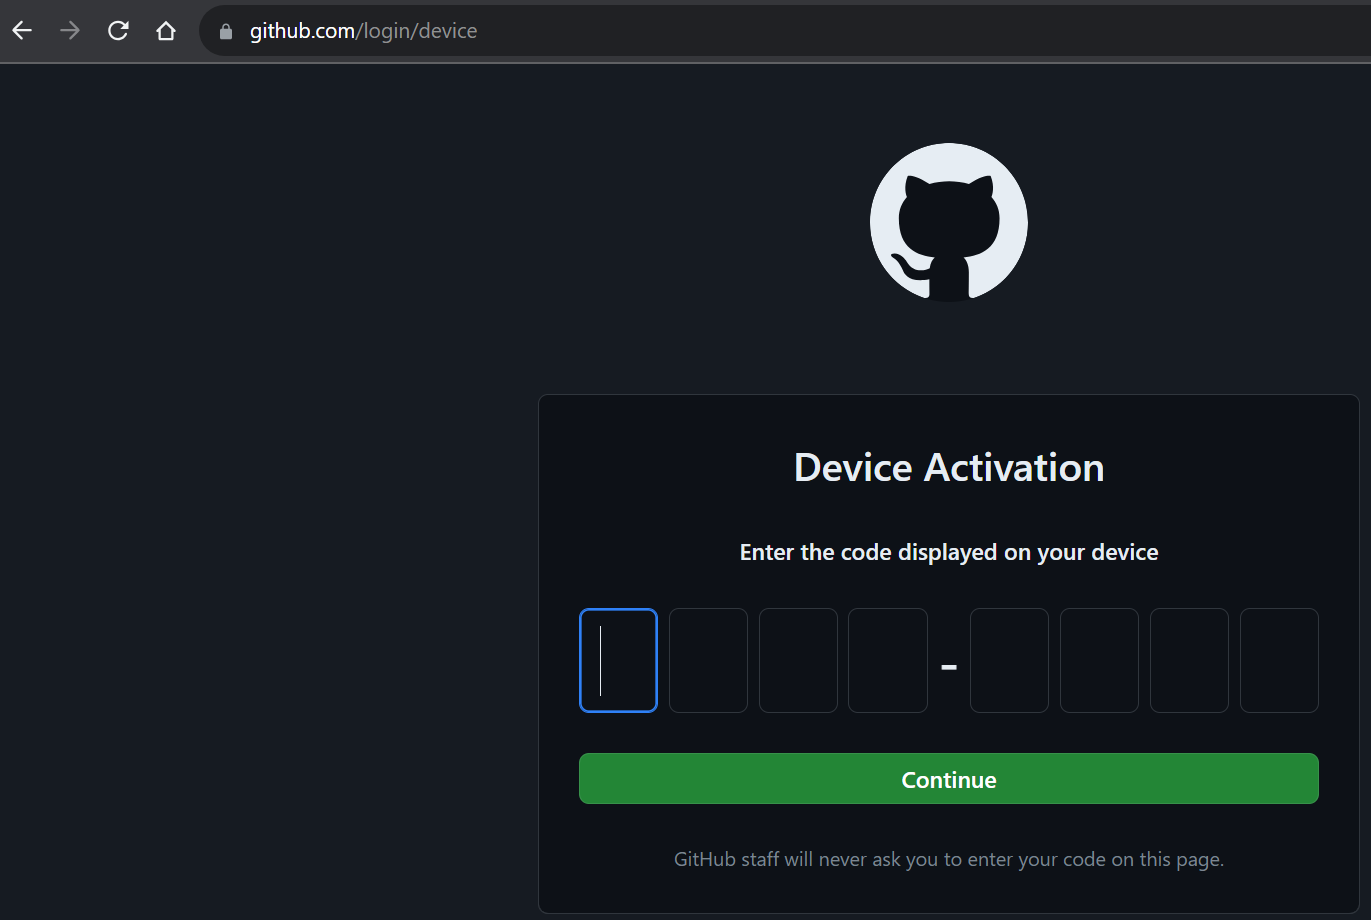 github.com/login/device
Device Activation
Enter the code displayed on your device
-
Continue
GitHub staff will never ask you to enter your code on this page.